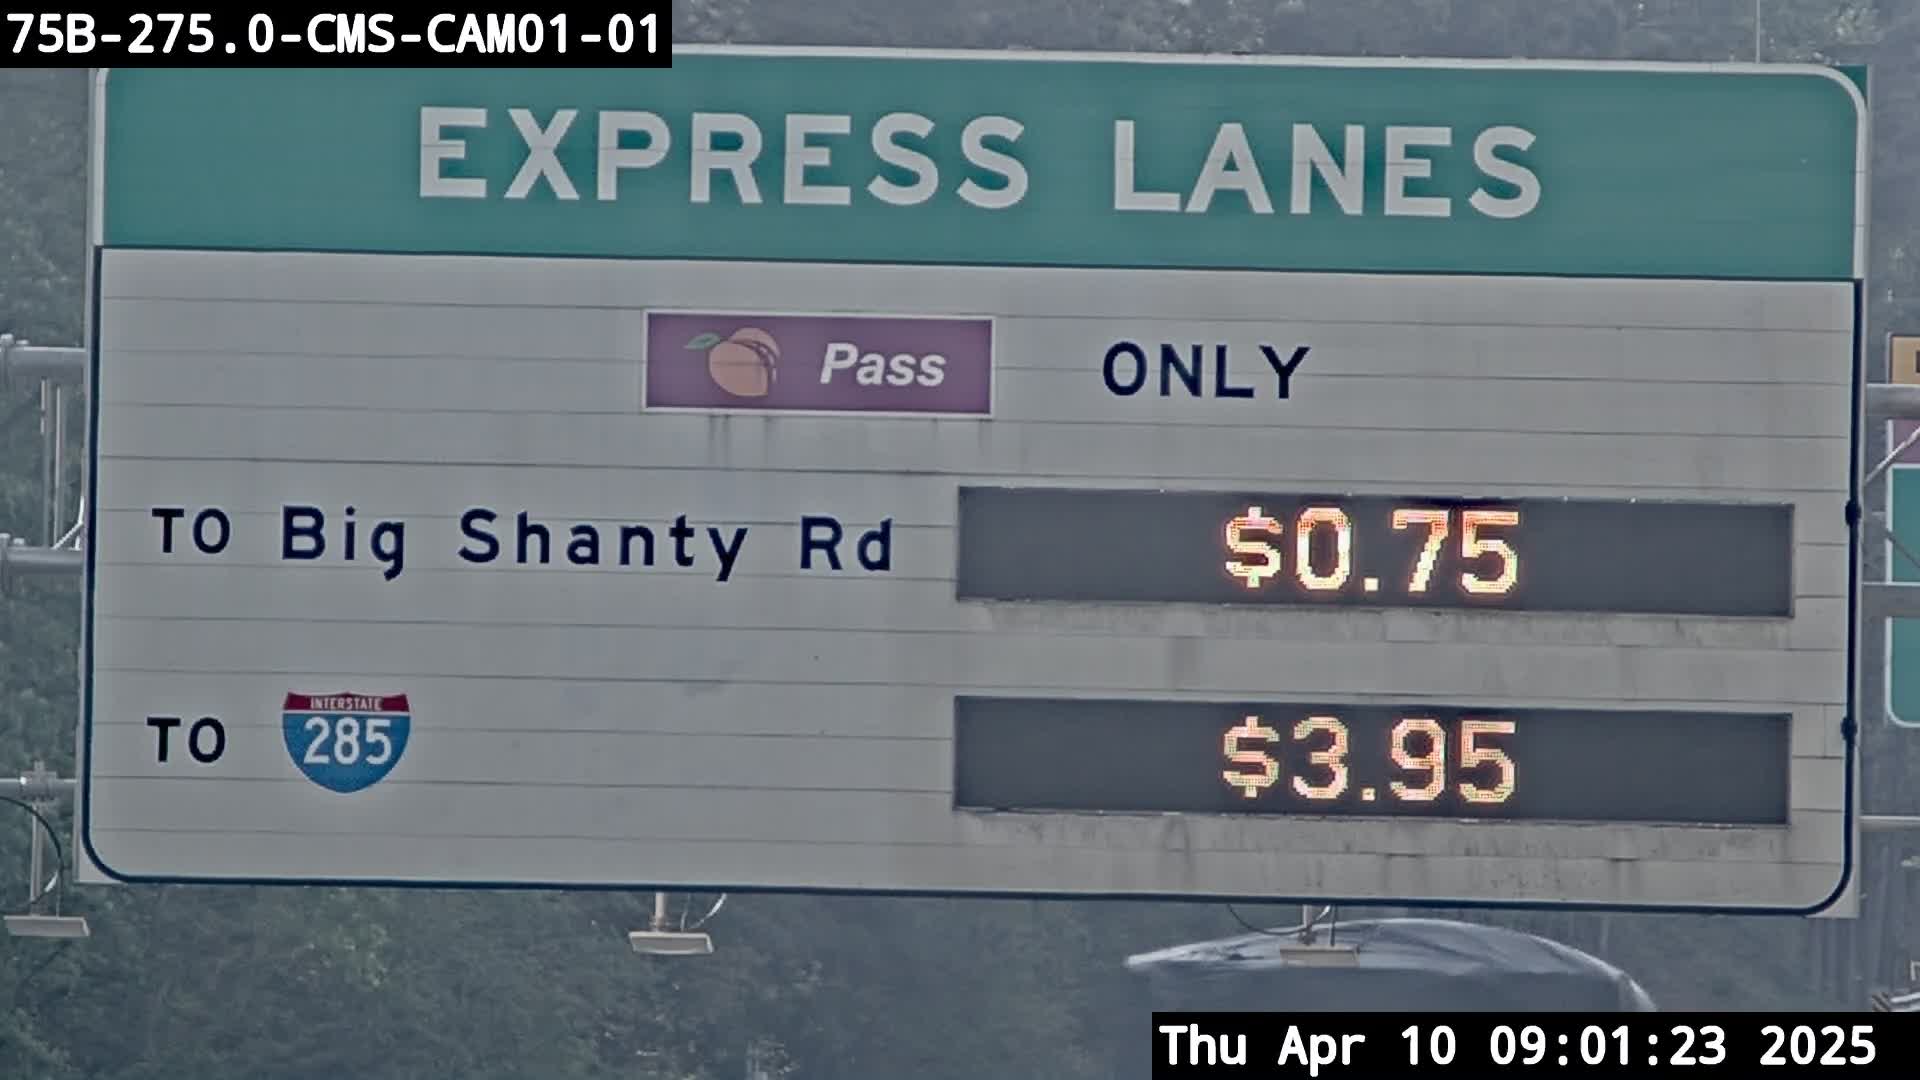 75B-275.0-CMS-CAM01-01
EXPRESS LANES
Pass ONLY
TO Big Shanty Rd $0.75
INTERSTATE
TO 285 $3.95
Thu Apr 10 09:01:23 2025